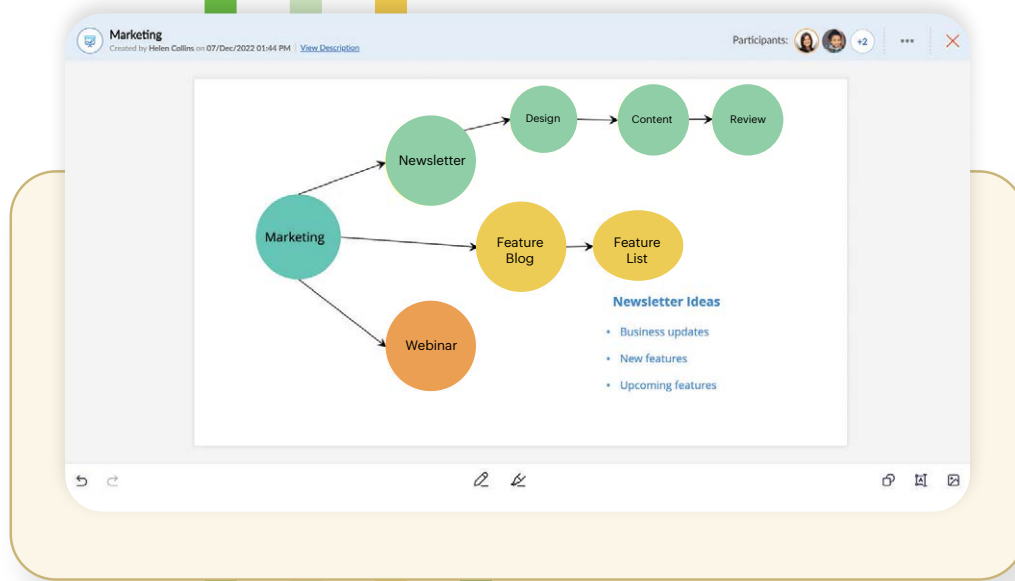 Marketing
Created by Helen Collins on 07/Dec/2022 01:44 PM | View Description
Participants:
+2
Design
Content
Review
Newsletter
Marketing
Feature
Blog
Feature
List
Newsletter Ideas
• Business updates
• New features
• Upcoming features
Webinar